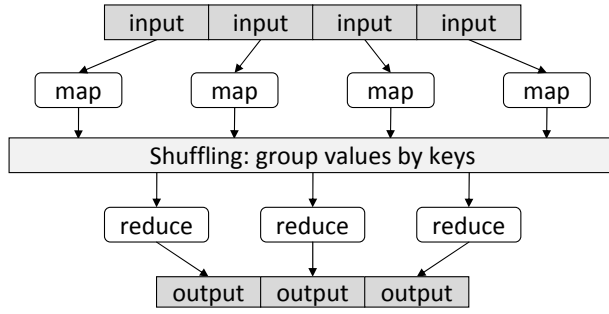 input input input input
map map map map
Shuffling: group values by keys
reduce reduce reduce
output output output